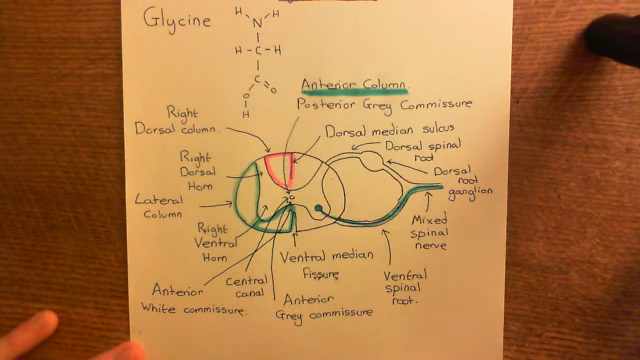 Glycine
H H
N
H - C - H
C
O O
H
Anterior Column.
Posterior Grey Commissure
Right
Dorsal column.
Dorsal median sulcus
Dorsal spinal
root
Right
Dorsal
Horn
Dorsal
root
ganglion
Lateral
Column
Mixed
spinal
nerve
Right
Ventral
Horn
Ventral median
fissure
Central
canal
Ventral
spinal
root.
Anterior
White commissure.
Anterior
Grey commissure